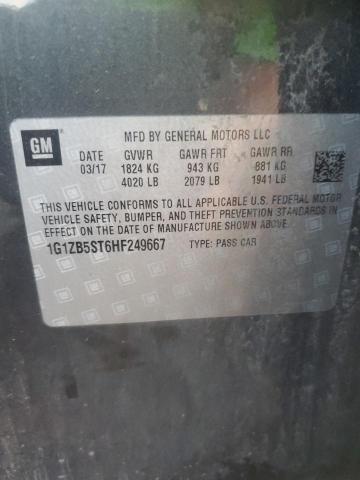 GM
MFD BY GENERAL MOTORS LLC
DATE GVWR GAWR FRT GAWR RR
03/17 1824 KG 943 KG 881 KG
4020 LB 2079 LB 1941 LB
THIS VEHICLE CONFORMS TO ALL APPLICABLE U.S. FEDERAL MOTOR
VEHICLE SAFETY, BUMPER, AND THEFT PREVENTION STANDARDS IN
EFFECT ON THE DATE OF MANUFACTURE SHOWN ABOVE.
1G1ZB5ST6HF249667 TYPE: PASS CAR